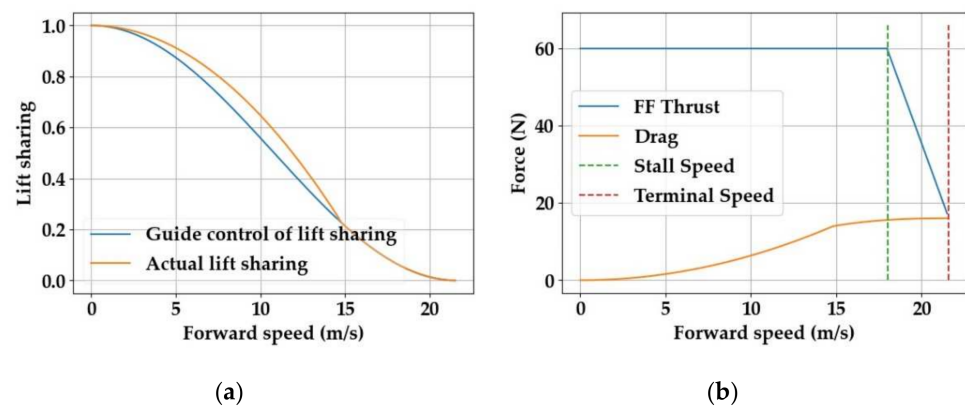 1.0
0.8
0.6
0.4
0.2
0.0
Lift sharing
Guide control of lift sharing
Actual lift sharing
0 5 10 15 20
Forward speed (m/s)
(a)
60
40
20
0
Force (N)
FF Thrust
Drag
Stall Speed
Terminal Speed
0 5 10 15 20
Forward speed (m/s)
(b)